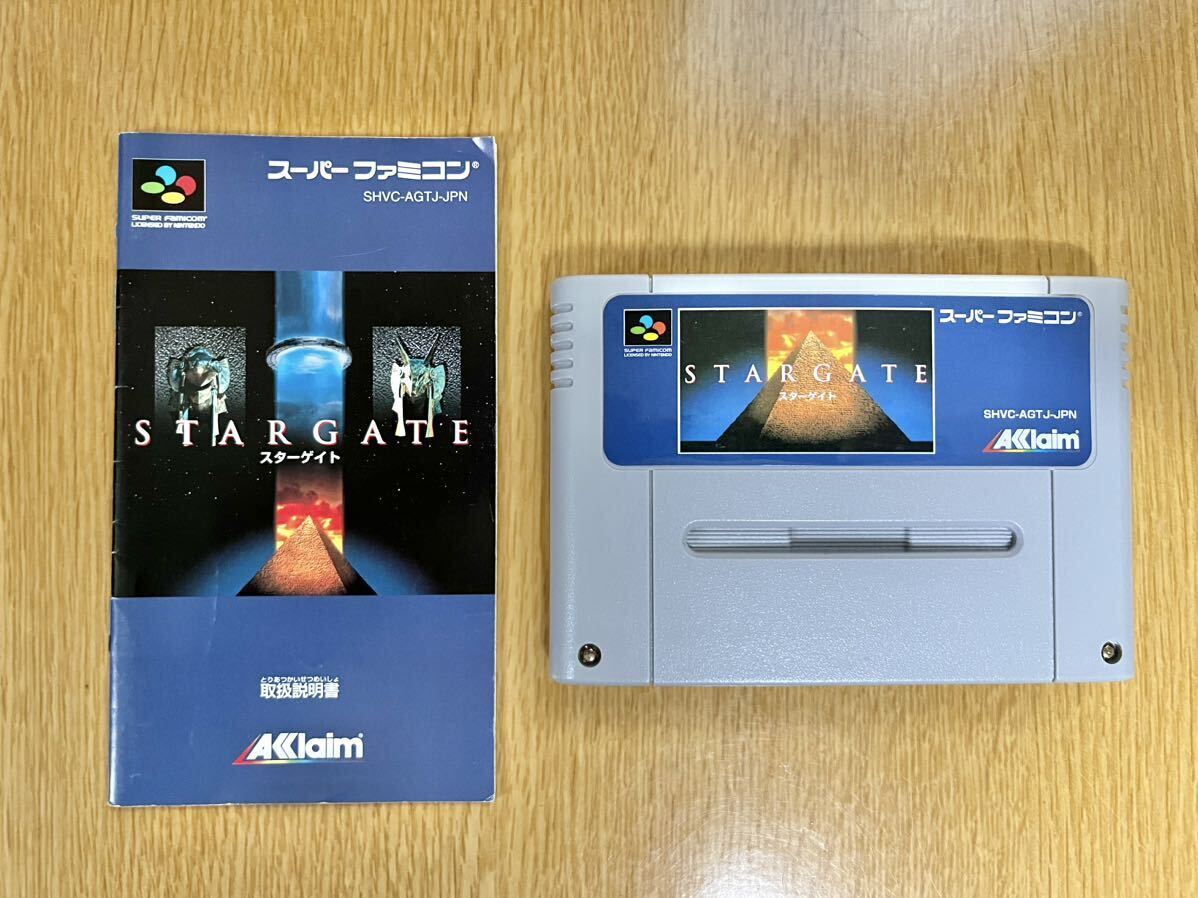 スーパーファミコン®
SHVC-AGTJ-JPN
SUPER FAMICOM®
LICENSED BY NINTENDO
STARGATE
スターゲイト
とりあつかいせつめいしょ
取扱説明書
AKKlaim®
スーパーファミコン®
SUPER FAMICOM
LICENSED BY NINTENDO
STARGATE
スターゲイト
SHVC-AGTJ-JPN
AKKlaim®